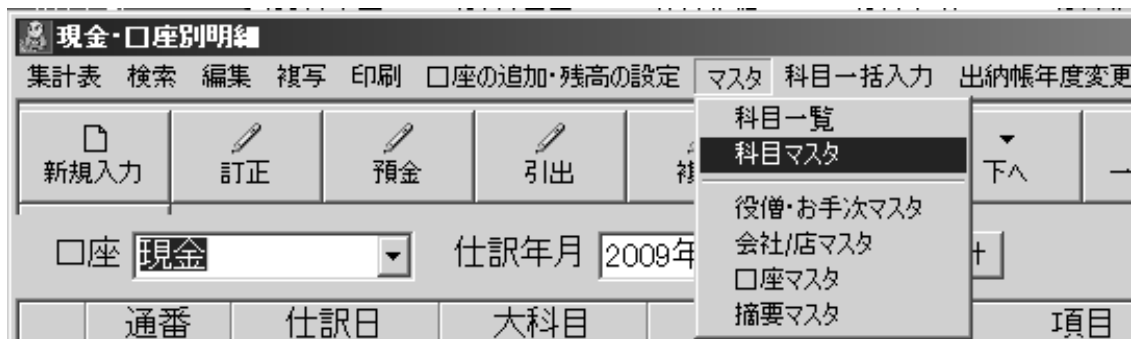 現金・口座別明細
集計表 検索 編集 複写 印刷 口座の追加・残高の設定 マスタ 科目一括入力 出納帳年度変更
科目一覧
科目マスタ
役僧・お手次マスタ
会社/店マスタ
口座マスタ
摘要マスタ
新規入力 訂正 預金 引出 下へ
口座 現金 仕訳年月 2009年
通番 仕訳日 大科目 項目